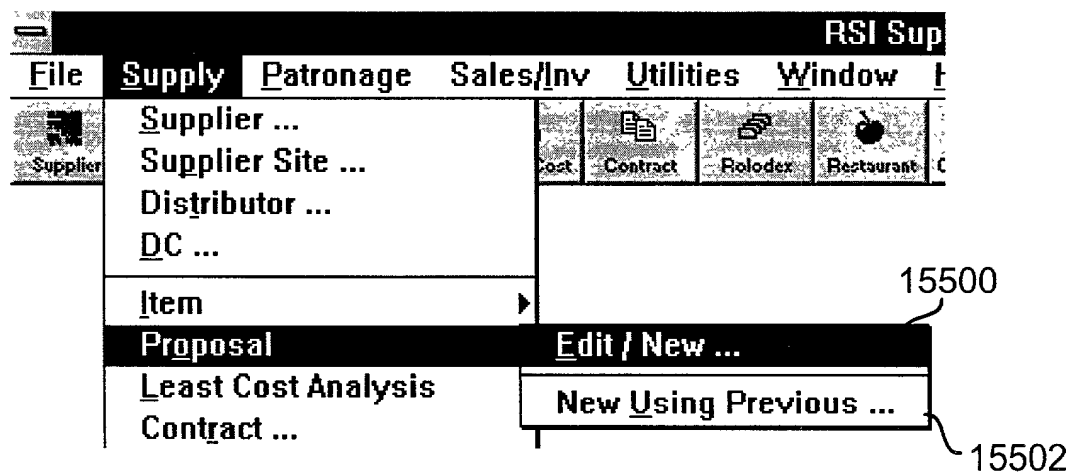 RSI Sup
File Supply Patronage Sales/Inv Utilities Window
Supplier Cost Contract Rolodex Restaurant
Supplier ...
Supplier Site ...
Distributor ...
DC ...
Item
Proposal
Least Cost Analysis
Contract ...
15500
Edit / New ...
New Using Previous ...
15502